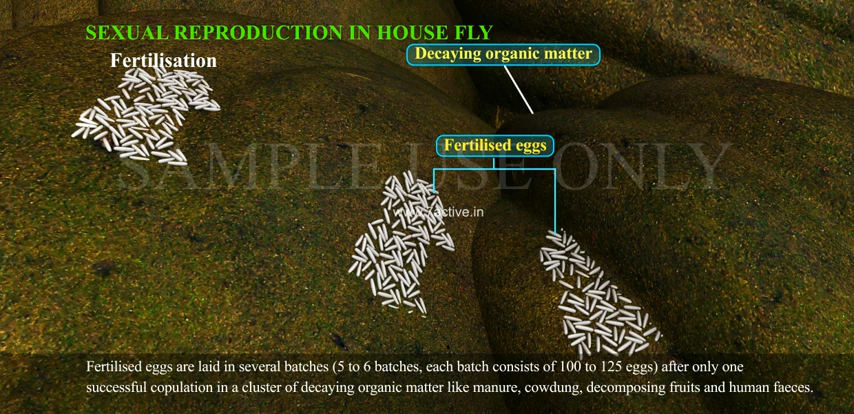 SEXUAL REPRODUCTION IN HOUSE FLY
Fertilisation
Decaying organic matter
Fertilised eggs
SAMPLE USE ONLY
Fertilised eggs are laid in several batches (5 to 6 batches, each batch consists of 100 to 125 eggs) after only one
successful copulation in a cluster of decaying organic matter like manure, cowdung, decomposing fruits and human faeces.